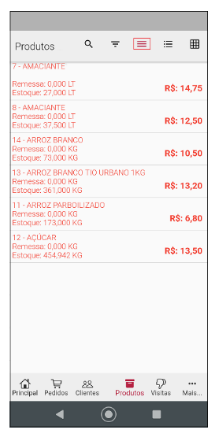 Produtos
7 - AMACIANTE
Remessa: 0,000 LT
Estoque: 27,000 LT
R$: 14,75
8 - AMACIANTE
Remessa: 0,000 LT
Estoque: 37,500 LT
R$: 12,50
14 - ARROZ BRANCO
Remessa: 0,000 KG
Estoque: 73,000 KG
R$: 10,50
13 - ARROZ BRANCO TIO URBANO 1KG
Remessa: 0,000 KG
Estoque: 361,000 KG
R$: 13,20
11 - ARROZ PARBOILIZADO
Remessa: 0,000 KG
Estoque: 173,000 KG
R$: 6,80
12 - AÇÚCAR
Remessa: 0,000 KG
Estoque: 454,942 KG
R$: 13,50
Principal Pedidos Clientes Produtos Visitas Mais...